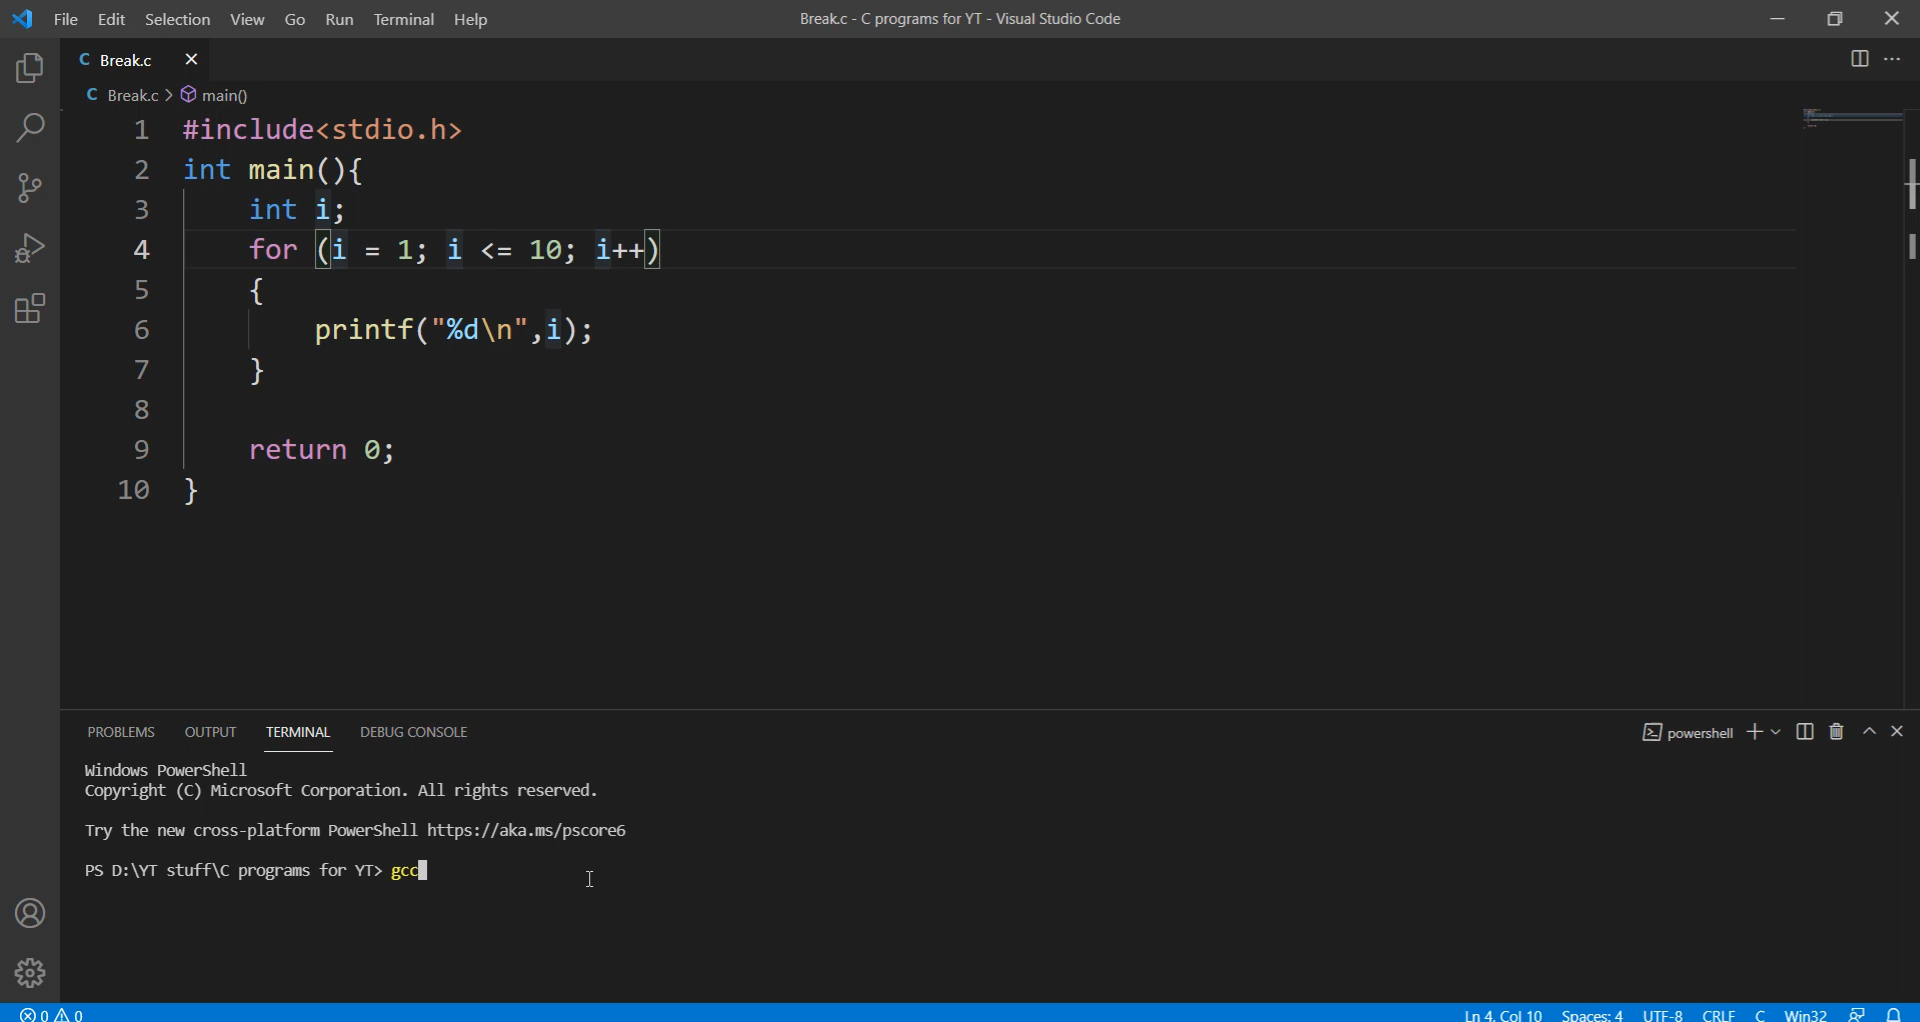 File Edit Selection View Go Run Terminal Help
Break.c - C programs for YT - Visual Studio Code
C Break.c
C Break.c > main()
1 #include<stdio.h>
2 int main(){
3     int i;
4     for (i = 1; i <= 10; i++)
5     {
6         printf("%d\n",i);
7     }
8
9     return 0;
10 }
PROBLEMS OUTPUT TERMINAL DEBUG CONSOLE
powershell
Windows PowerShell
Copyright (C) Microsoft Corporation. All rights reserved.
Try the new cross-platform PowerShell https://aka.ms/pscore6
PS D:\YT stuff\C programs for YT> gcc
0 0
Ln 4, Col 10 Spaces: 4 UTF-8 CRLF C Win32